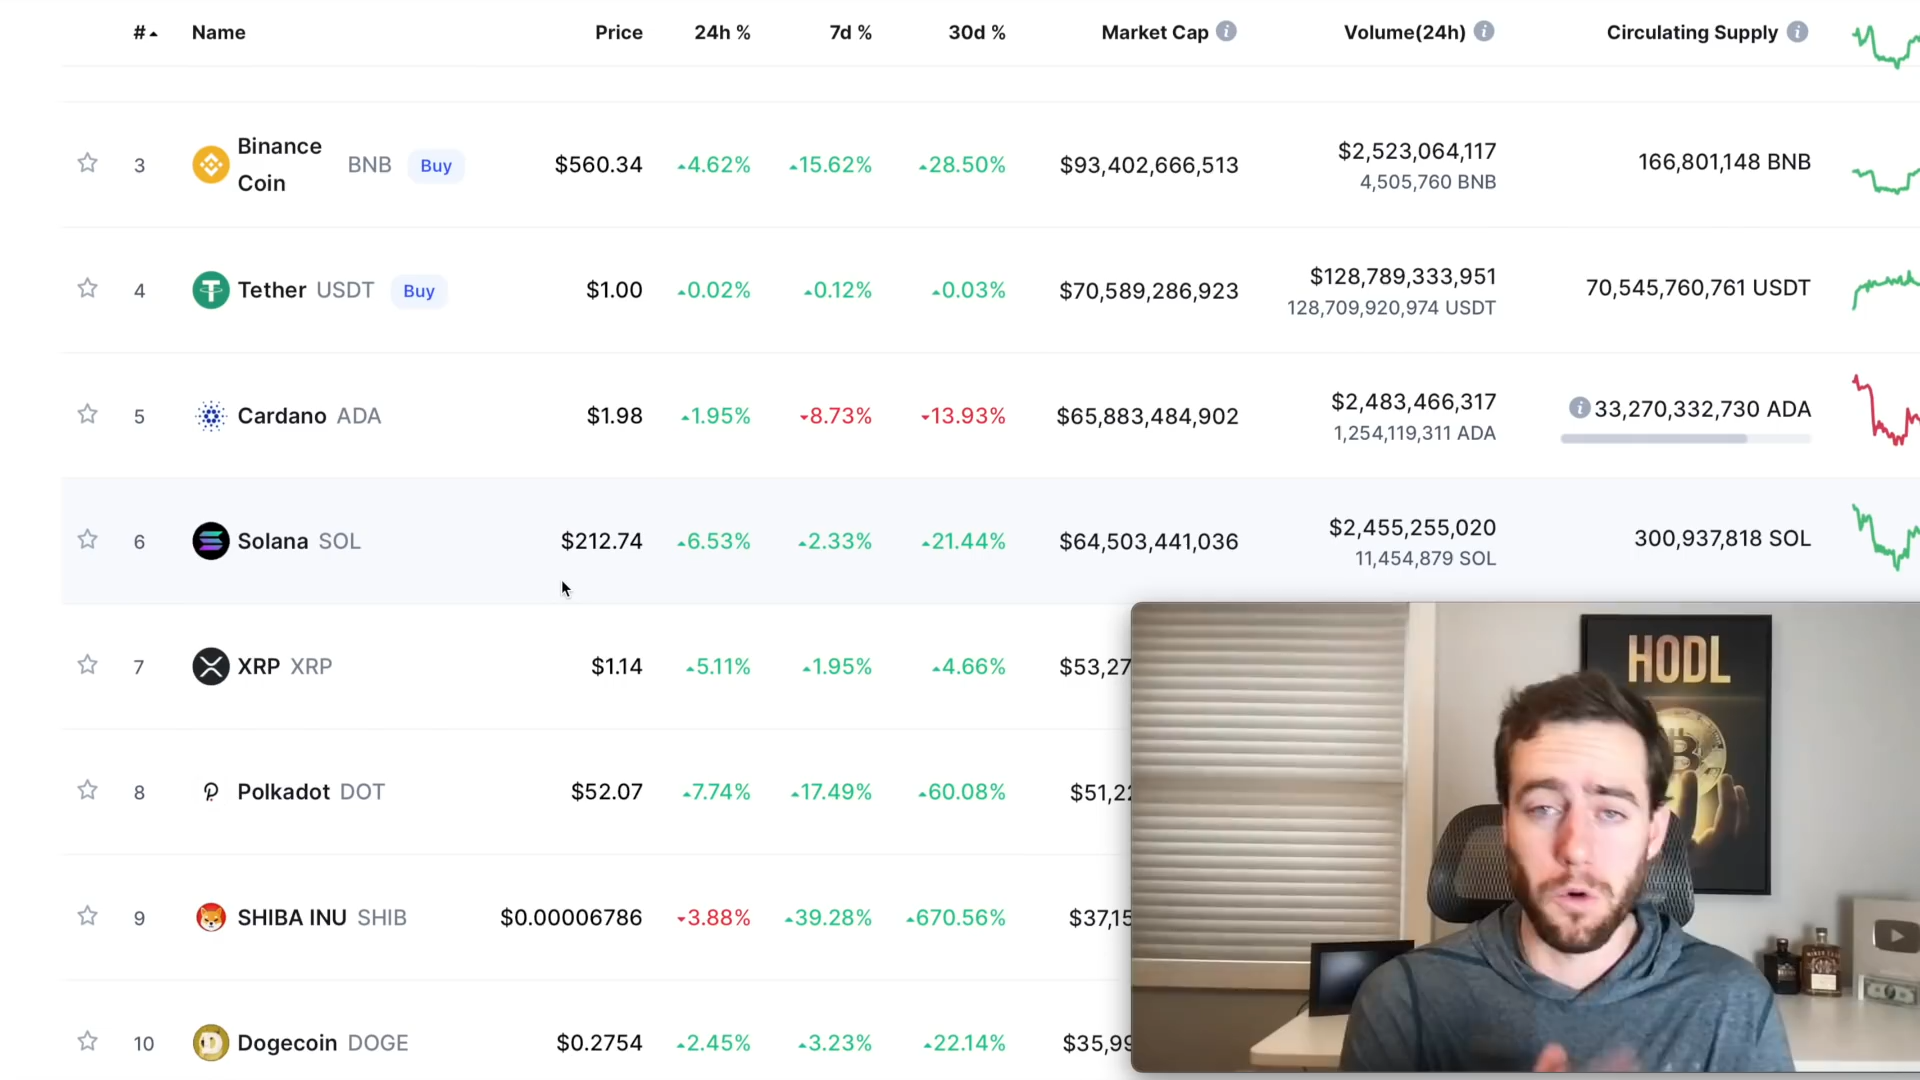 # Name Price 24h % 7d % 30d % Market Cap Volume(24h) Circulating Supply
3 Binance Coin BNB Buy $560.34 4.62% 15.62% 28.50% $93,402,666,513 $2,523,064,117 166,801,148 BNB
4,505,760 BNB
4 Tether USDT Buy $1.00 0.02% 0.12% 0.03% $70,589,286,923 $128,789,333,951 70,545,760,761 USDT
128,709,920,974 USDT
5 Cardano ADA $1.98 1.95% 8.73% 13.93% $65,883,484,902 $2,483,466,317 33,270,332,730 ADA
1,254,119,311 ADA
6 Solana SOL $212.74 6.53% 2.33% 21.44% $64,503,441,036 $2,455,255,020 300,937,818 SOL
11,454,879 SOL
7 XRP XRP $1.14 5.11% 1.95% 4.66% $53,27
8 Polkadot DOT $52.07 7.74% 17.49% 60.08% $51,22
9 SHIBA INU SHIB $0.00006786 3.88% 39.28% 670.56% $37,15
10 Dogecoin DOGE $0.2754 2.45% 3.23% 22.14% $35,99
HODL